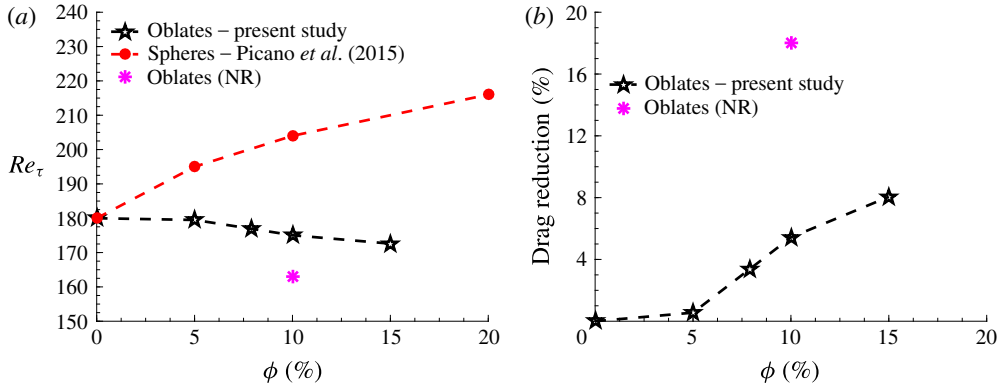 (a)
240
230
220
210
200
190
180
170
160
150
Re_τ
Oblates – present study
Spheres – Picano et al. (2015)
Oblates (NR)
0 5 10 15 20
ϕ (%)
(b)
20
16
12
8
4
Drag reduction (%)
Oblates – present study
Oblates (NR)
0 5 10 15 20
ϕ (%)